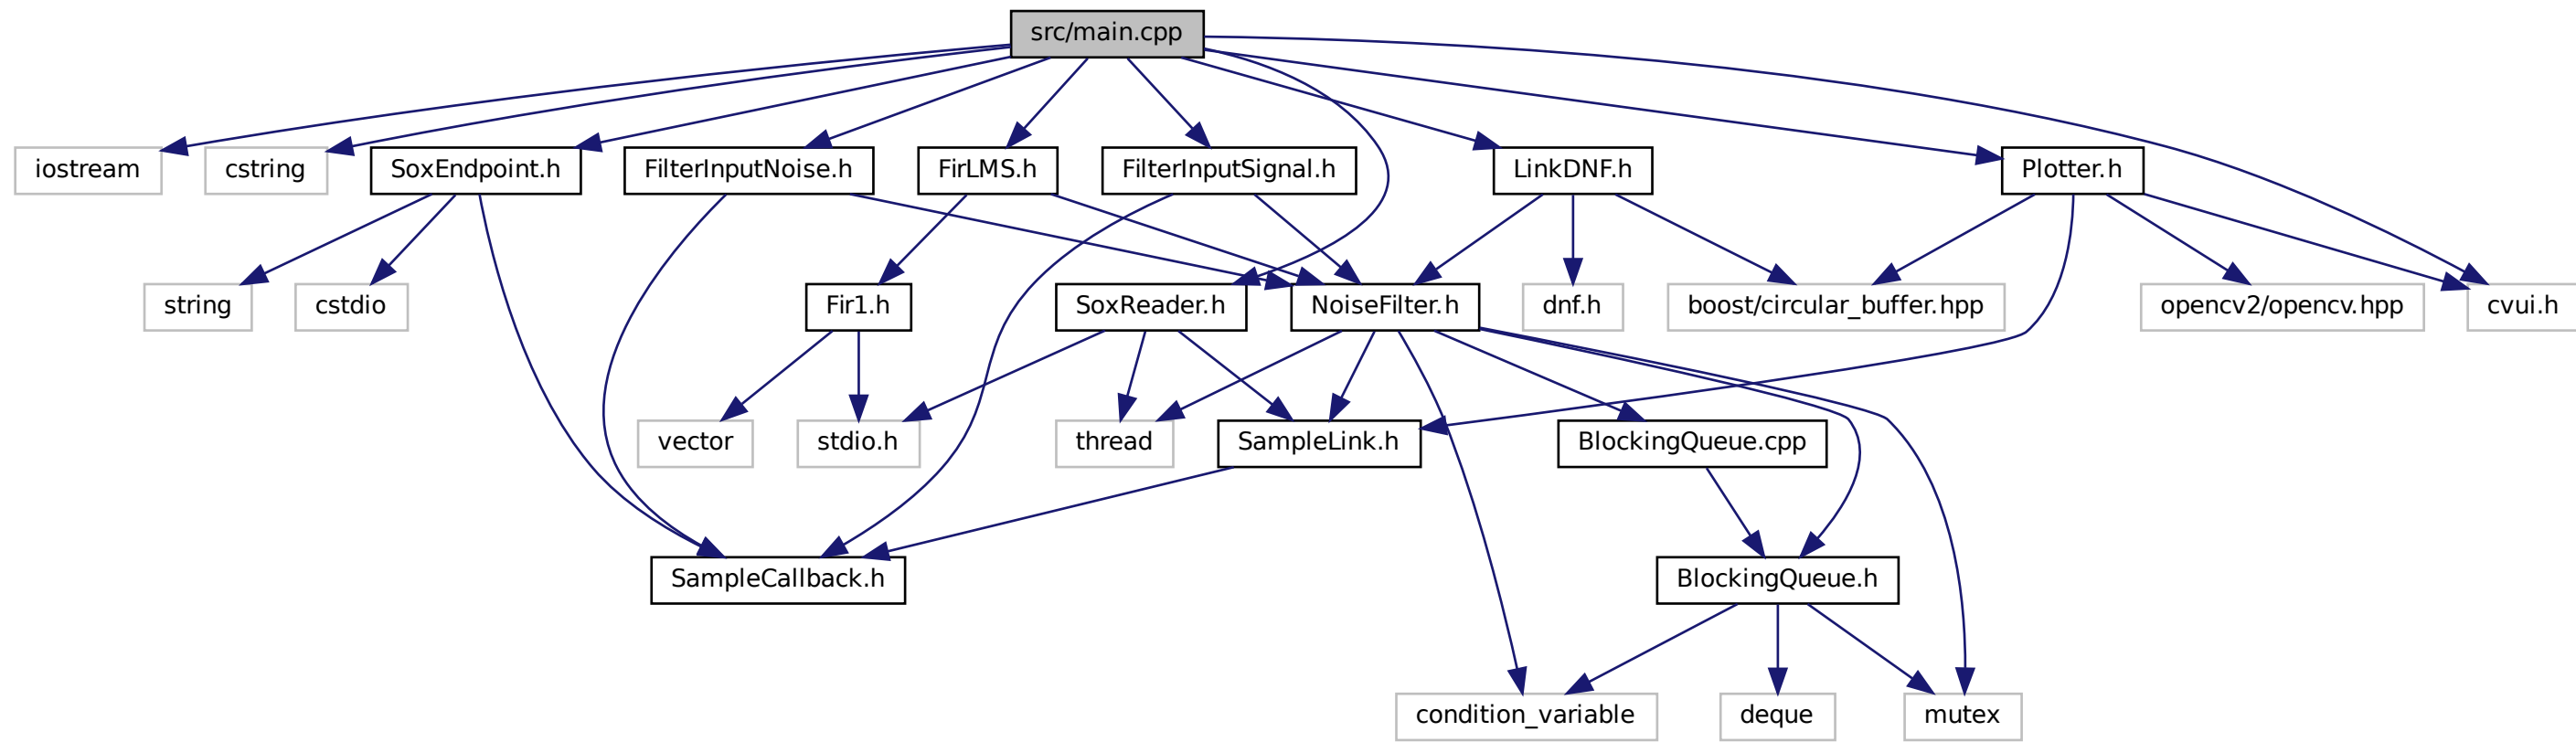 src/main.cpp
iostream
cstring
SoxEndpoint.h
FilterInputNoise.h
FirLMS.h
FilterInputSignal.h
LinkDNF.h
Plotter.h
string
cstdio
Fir1.h
SoxReader.h
NoiseFilter.h
dnf.h
boost/circular_buffer.hpp
opencv2/opencv.hpp
cvui.h
vector
stdio.h
thread
SampleLink.h
BlockingQueue.cpp
SampleCallback.h
BlockingQueue.h
condition_variable
deque
mutex